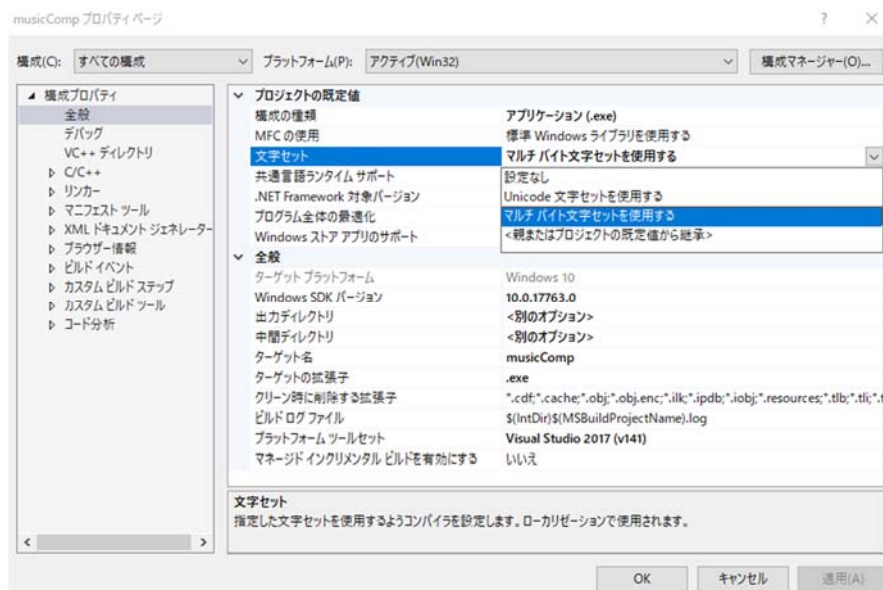 musicComp プロパティ ページ
? ×
構成(C): すべての構成 プラットフォーム(P): アクティブ(Win32) 構成マネージャー(O)...
構成プロパティ
全般
デバッグ
VC++ ディレクトリ
C/C++
リンカー
マニフェスト ツール
XML ドキュメント ジェネレーター
ブラウザー情報
ビルド イベント
カスタム ビルド ステップ
カスタム ビルド ツール
コード分析
プロジェクトの既定値
構成の種類 アプリケーション (.exe)
MFC の使用 標準 Windows ライブラリを使用する
文字セット マルチ バイト文字セットを使用する
共通言語ランタイム サポート 設定なし
.NET Framework 対象バージョン Unicode 文字セットを使用する
プログラム全体の最適化 マルチ バイト文字セットを使用する
Windows ストア アプリのサポート <親またはプロジェクトの既定値から継承>
全般
ターゲット プラットフォーム Windows 10
Windows SDK バージョン 10.0.17763.0
出力ディレクトリ <別のオプション>
中間ディレクトリ <別のオプション>
ターゲット名 musicComp
ターゲットの拡張子 .exe
クリーン時に削除する拡張子 *.cdf;*.cache;*.obj;*.obj.enc;*.ilk;*.ipdb;*.iobj;*.resources;*.tlb;*.tli;*.t
ビルド ログ ファイル $(IntDir)$(MSBuildProjectName).log
プラットフォーム ツールセット Visual Studio 2017 (v141)
マネージド インクリメンタル ビルドを有効にする いいえ
文字セット
指定した文字セットを使用するようコンパイラを設定します。ローカリゼーションで使用されます。
OK キャンセル 適用(A)